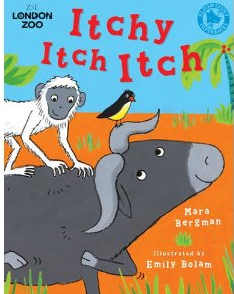 ZSL
LONDON
ZOO
Itchy
Itch Itch
Mara
Bergman
illustrated by
Emily Bolam